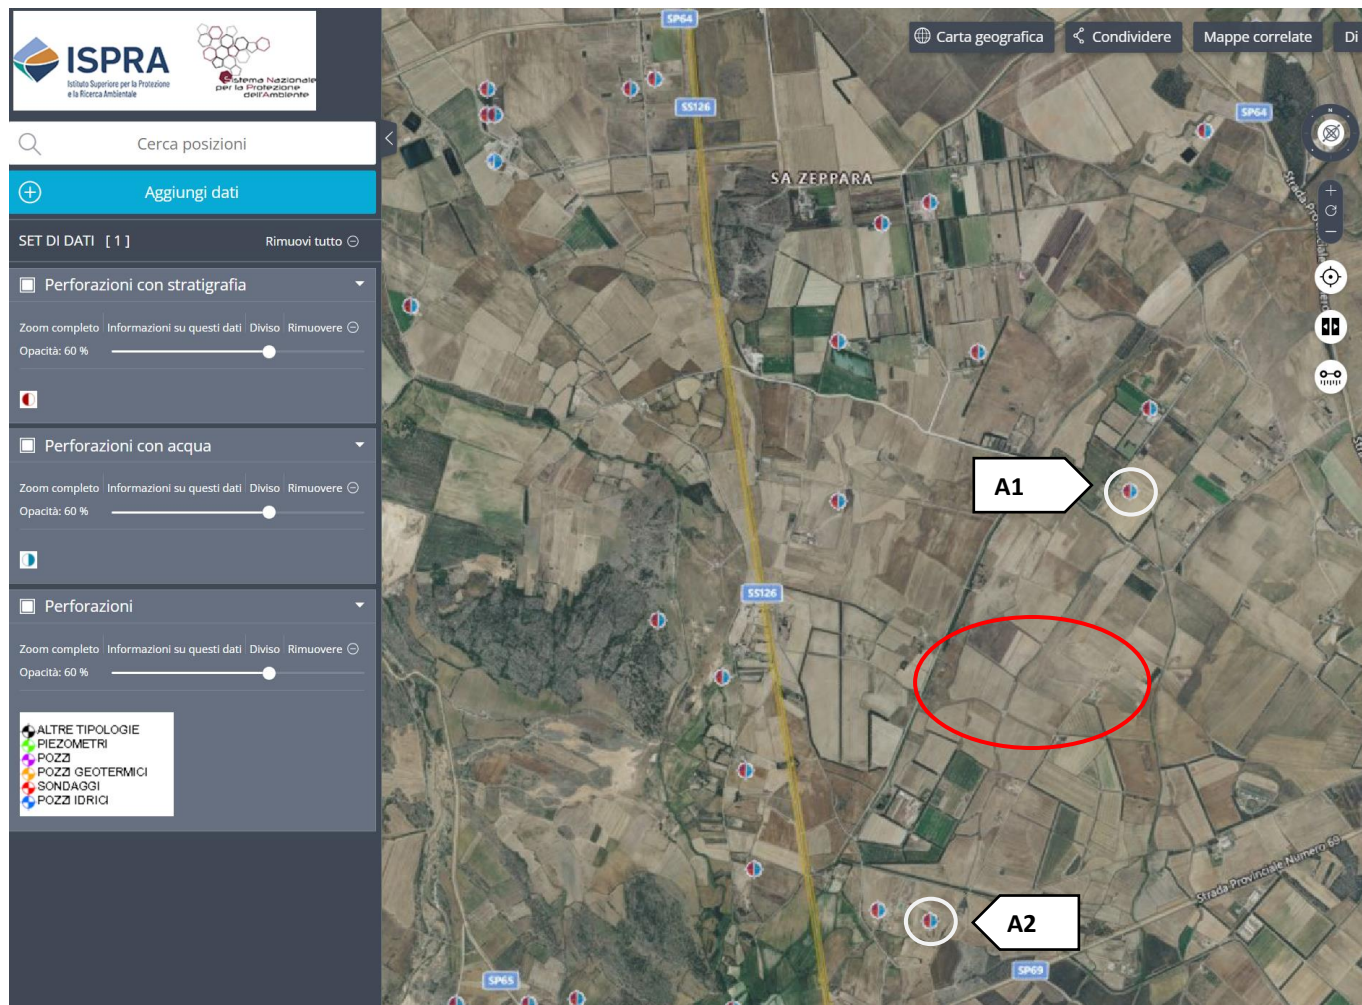 ISPRA
Istituto Superiore per la Protezione
e la Ricerca Ambientale
Sistema Nazionale
per la Protezione
dell'Ambiente
Cerca posizioni
Aggiungi dati
SET DI DATI [ 1 ] Rimuovi tutto
Perforazioni con stratigrafia
Zoom completo Informazioni su questi dati Diviso Rimuovere
Opacità: 60 %
Perforazioni con acqua
Zoom completo Informazioni su questi dati Diviso Rimuovere
Opacità: 60 %
Perforazioni
Zoom completo Informazioni su questi dati Diviso Rimuovere
Opacità: 60 %
ALTRE TIPOLOGIE
PIEZOMETRI
POZZI
POZZI GEOTERMICI
SONDAGGI
POZZI IDRICI
Carta geografica Condividere Mappe correlate Di
N
SP64
SS126
SP64
SA ZEPPARA
A1
SS126
Strada Provinciale Numero 69
A2
SP69
SP65